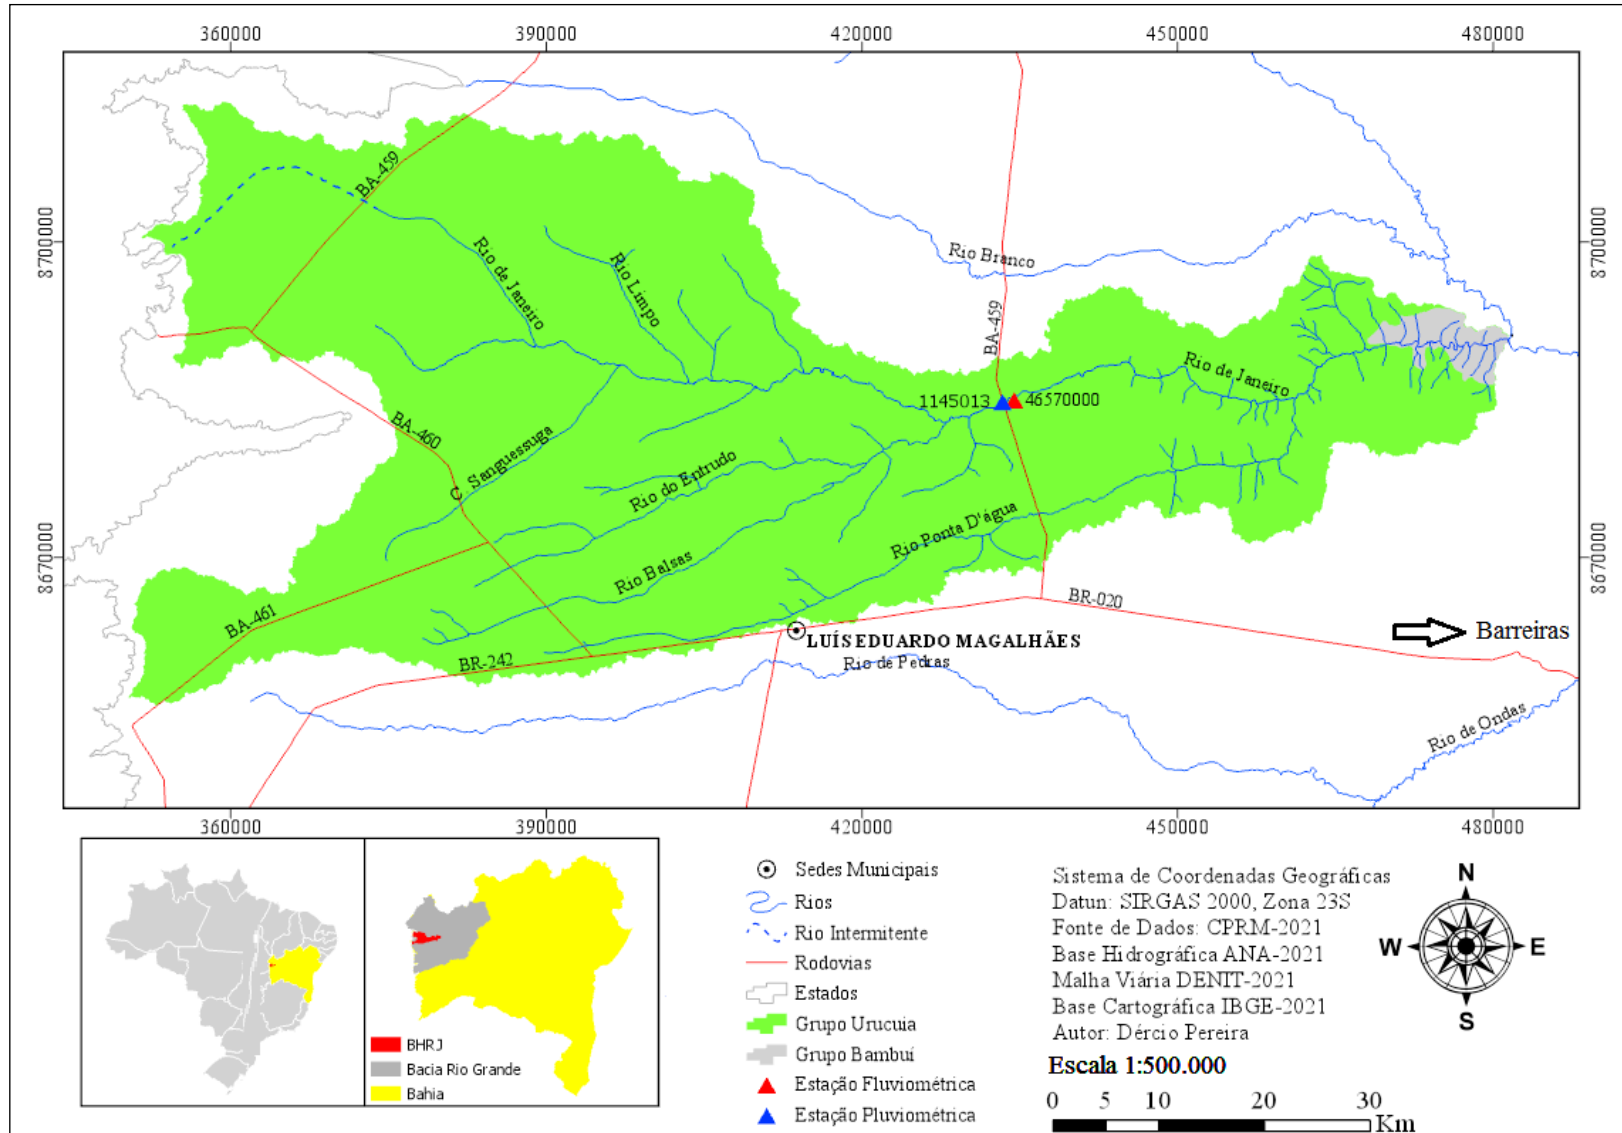 360000
390000
420000
450000
480000
8700000
8700000
BA-459
Rio de Janeiro
Rio Limpo
Rio Branco
BA-459
Rio de Janeiro
1145013
46570000
BA-460
C Sanguessuga
Rio do Entrudo
Rio Ponta D'água
Rio Balsas
8670000
8670000
BA-461
BR-020
Barreiras
LUÍS EDUARDO MAGALHÃES
BR-242
Rio de Pedras
Rio de Ondas
360000
390000
420000
450000
480000
BHRJ
Bacia Rio Grande
Bahia
Sedes Municipais
Rios
Rio Intermitente
Rodovias
Estados
Grupo Urucuia
Grupo Bambuí
Estação Fluviométrica
Estação Pluviométrica
Sistema de Coordenadas Geográficas
Datun: SIRGAS 2000, Zona 23S
Fonte de Dados: CPRM-2021
Base Hidrográfica ANA-2021
Malha Viária DENIT-2021
Base Cartográfica IBGE-2021
Autor: Dércio Pereira
Escala 1:500.000
0 5 10 20 30
Km
N
W E
S